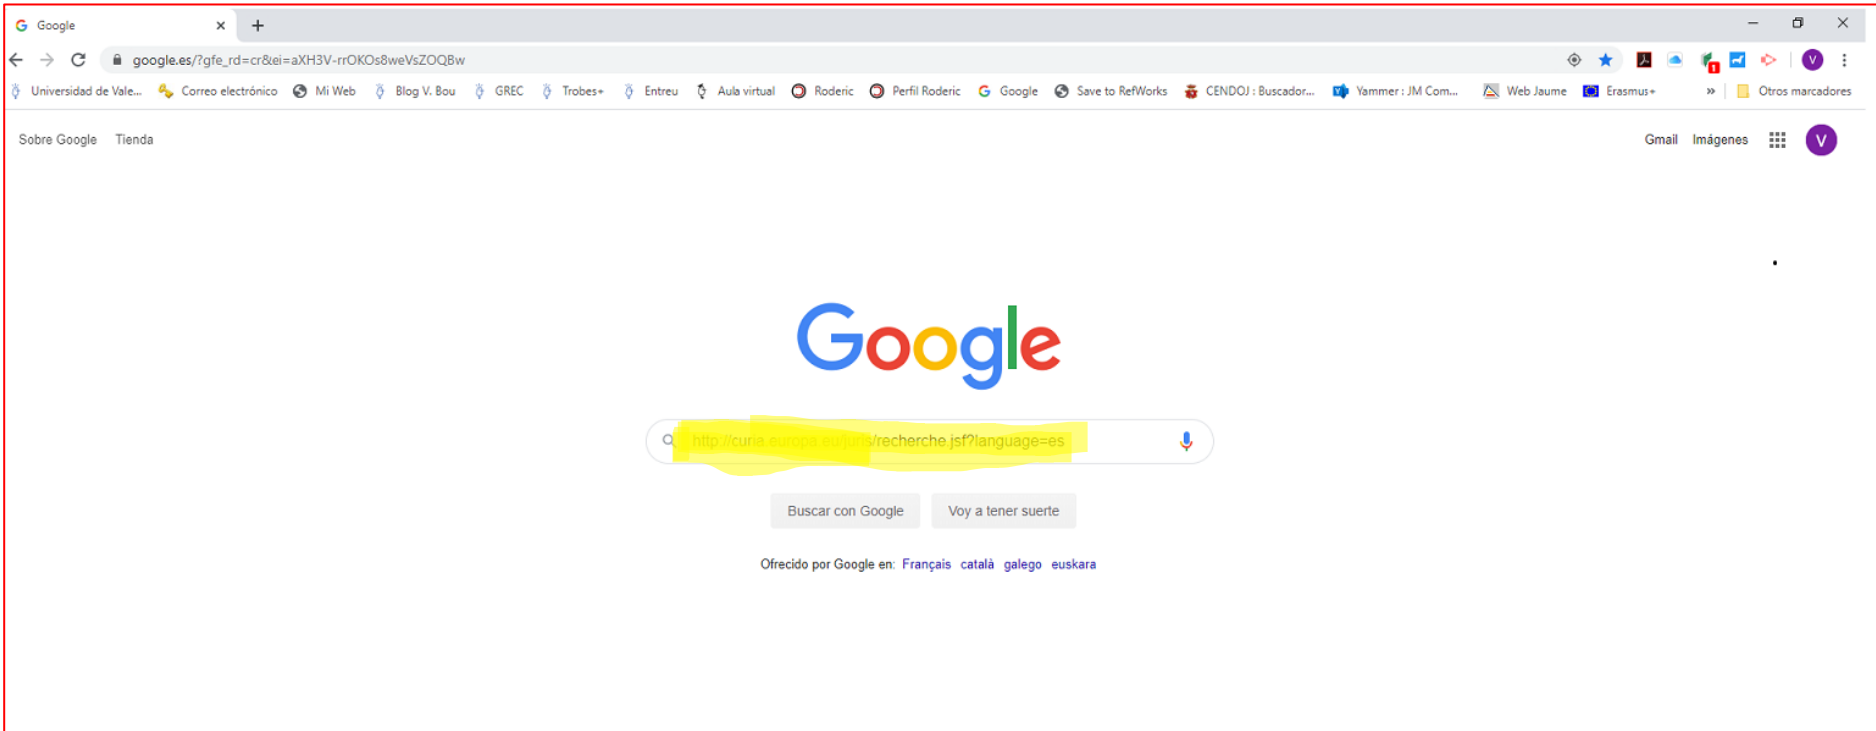 Google
google.es/?gfe_rd=cr&ei=aXH3V-rrOKOs8weVsZOQBw
Universidad de Vale... Correo electrónico Mi Web Blog V. Bou GREC Trobes+ Entreu Aula virtual Roderic Perfil Roderic Google Save to RefWorks CENDOJ : Buscador... Yammer : JM Com... Web Jaume Erasmus+ » Otros marcadores
Sobre Google Tienda Gmail Imágenes V
Google
http://curia.europa.eu/juris/recherche.jsf?language=es
Buscar con Google Voy a tener suerte
Ofrecido por Google en: Français català galego euskara